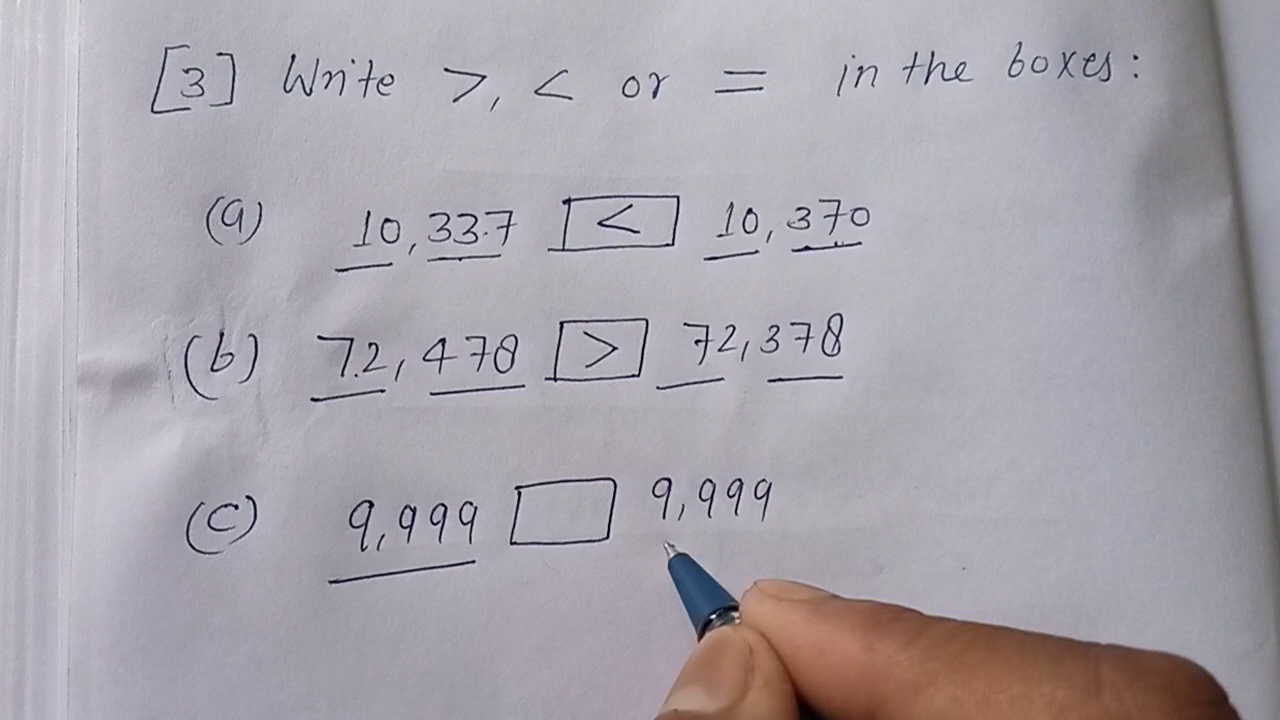 [3] Write >, < or = in the boxes:
(a) 10,337 < 10,370
(b) 72,478 > 72,378
(c) 9,999 9,999